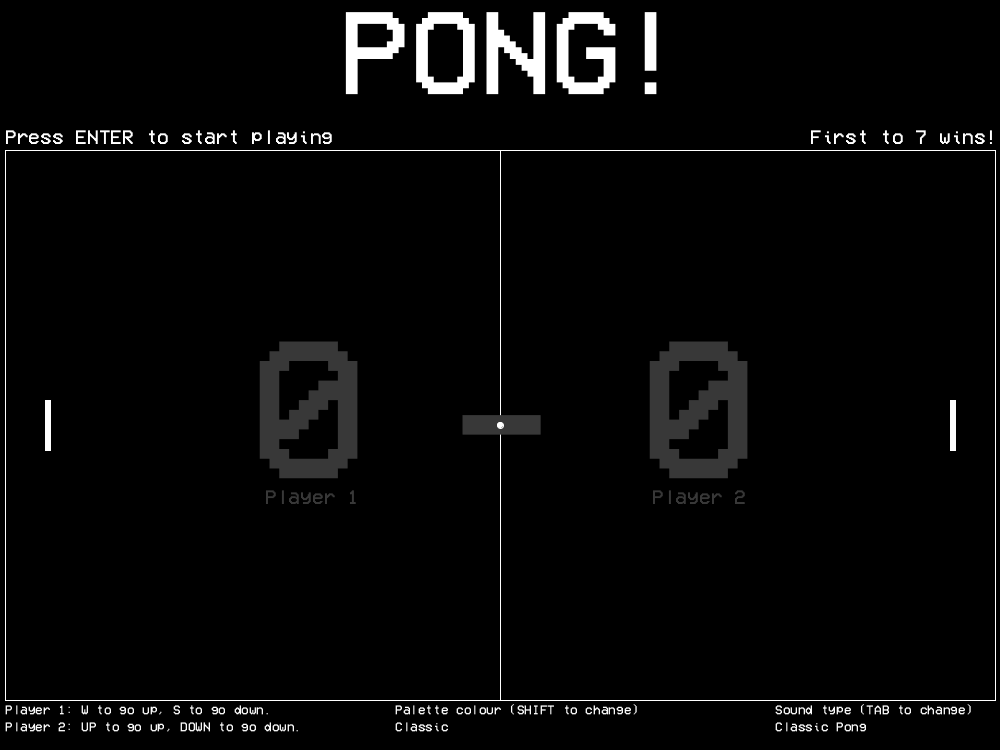 PONG!
Press ENTER to start playing
First to 7 wins!
0 - 0
Player 1
Player 2
Player 1: W to go up, S to go down.
Player 2: UP to go up, DOWN to go down.
Palette colour (SHIFT to change)
Classic
Sound type (TAB to change)
Classic Pong